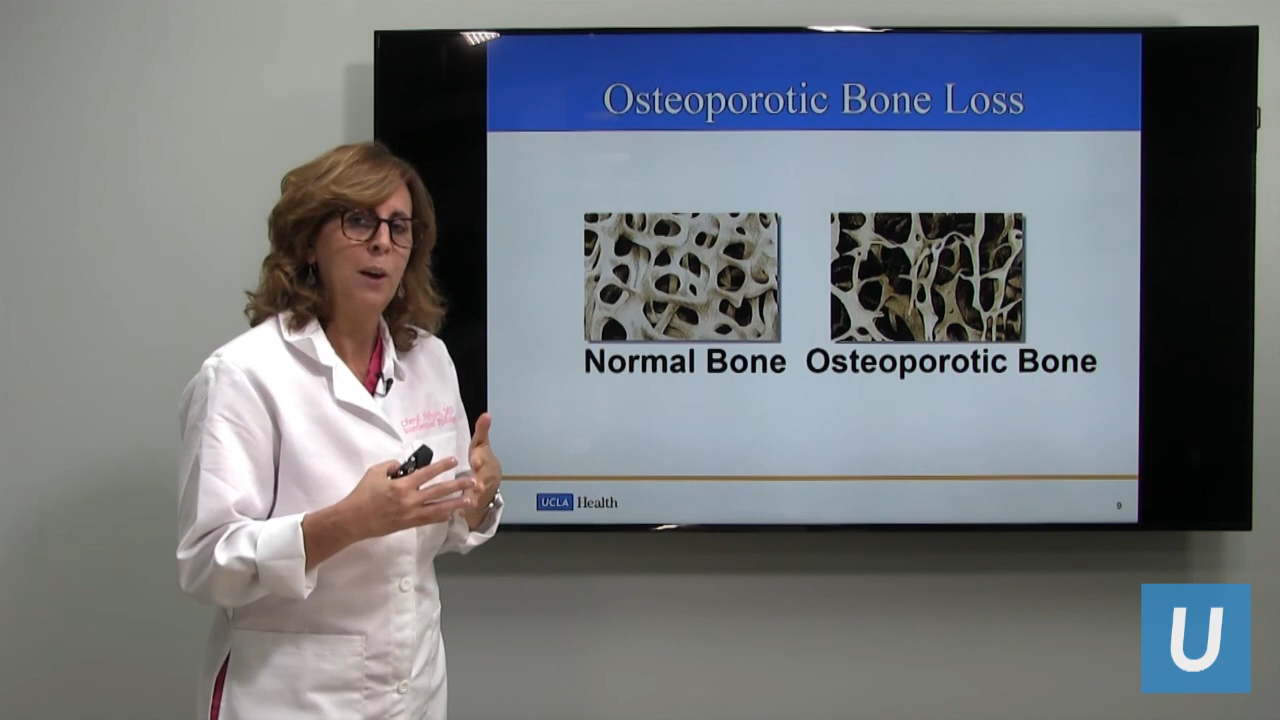 Osteoporotic Bone Loss
Normal Bone Osteoporotic Bone
UCLA Health
9
U